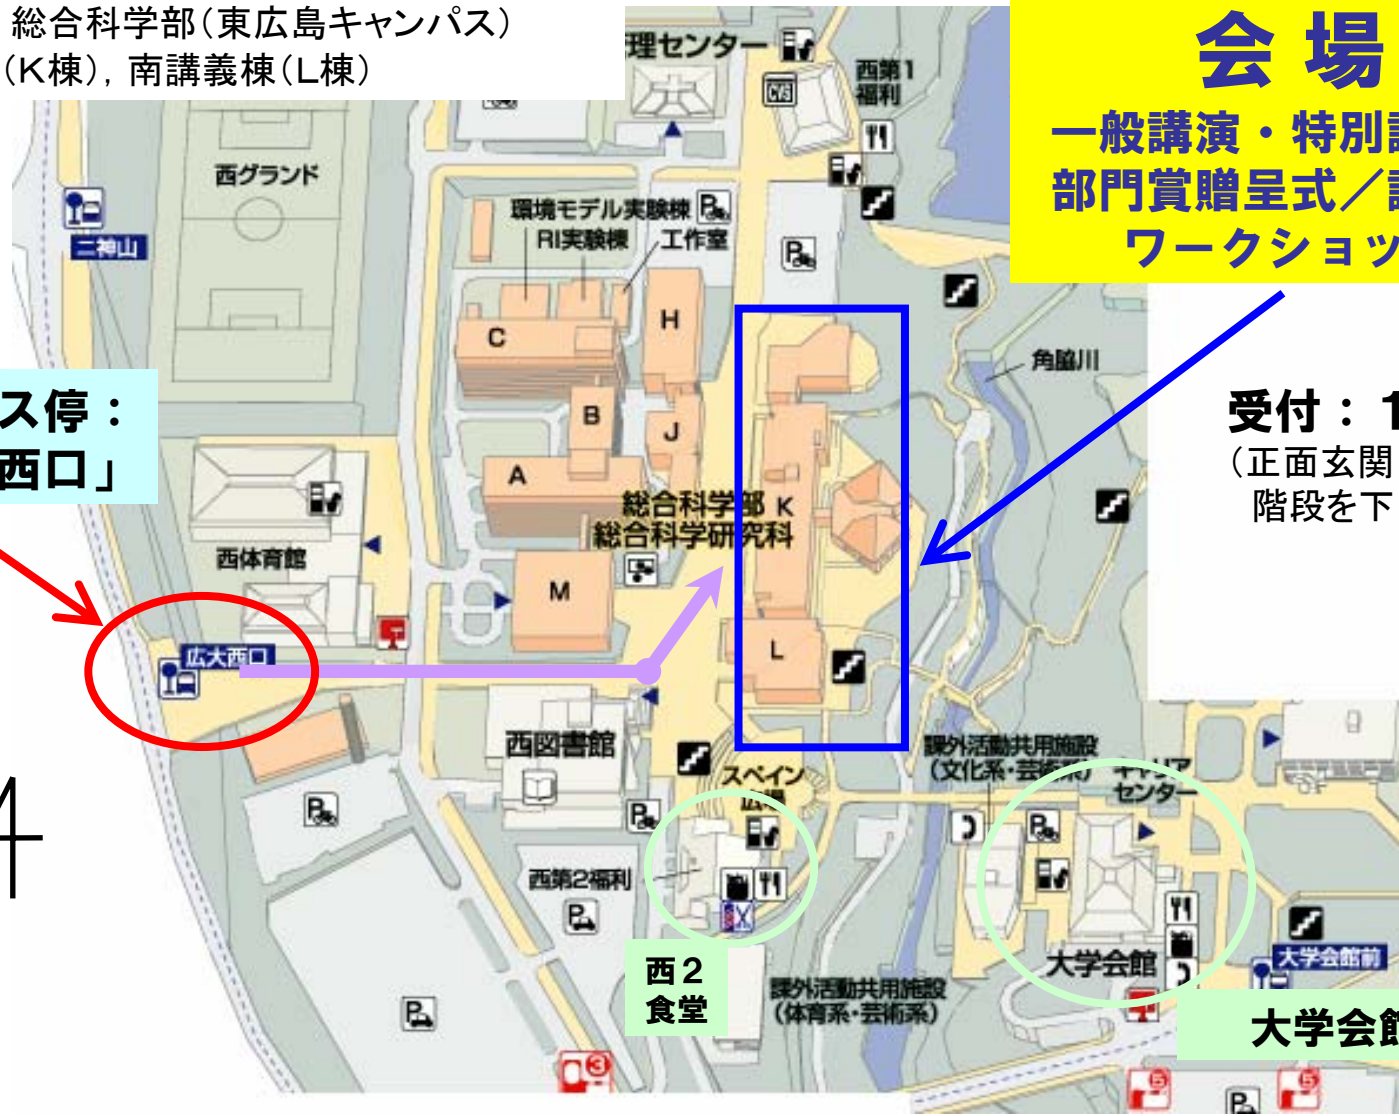 総合科学部(東広島キャンパス)
(K棟), 南講義棟(L棟)
会 場
一般講演・特別
部門賞贈呈式／
ワークショッ
理センター
西第1
福利
CVS
西グランド
環境モデル実験棟
RI実験棟
工作室
二神山
C
H
B
J
A
M
K
L
角脇川
ス停：
西口」
受付：1
(正面玄関
階段を下
総合科学部
総合科学研究科
西体育館
広大西口
西図書館
スペイン
広場
課外活動共用施設
(文化系・芸術系)
キャリア
センター
西第2福利
西2
食堂
大学会館
大学会館前
課外活動共用施設
(体育系・芸術系)
大学会
4
P
P
P
P
P
P
P
P
3
5
5